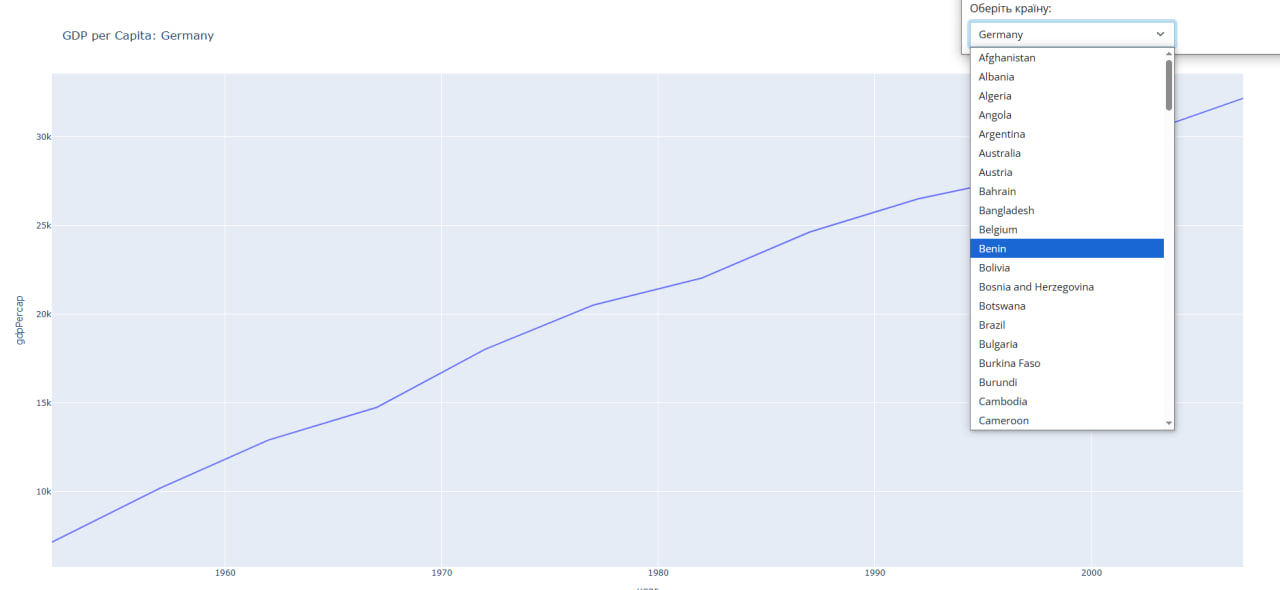 Оберіть країну:
GDP per Capita: Germany
Germany
Afghanistan
Albania
Algeria
Angola
Argentina
Australia
Austria
Bahrain
Bangladesh
Belgium
Benin
Bolivia
Bosnia and Herzegovina
Botswana
Brazil
Bulgaria
Burkina Faso
Burundi
Cambodia
Cameroon
30k
25k
20k
15k
10k
gdpPercap
1960
1970
1980
1990
2000